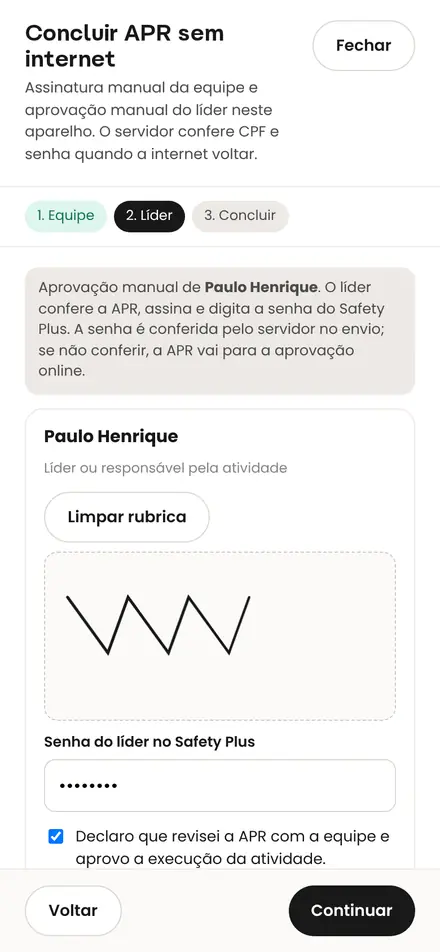 Concluir APR sem
internet
Fechar
Assinatura manual da equipe e
aprovação manual do líder neste
aparelho. O servidor confere CPF e
senha quando a internet voltar.
1. Equipe
2. Líder
3. Concluir
Aprovação manual de Paulo Henrique. O líder
confere a APR, assina e digita a senha do Safety
Plus. A senha é conferida pelo servidor no envio;
se não conferir, a APR vai para a aprovação
online.
Paulo Henrique
Líder ou responsável pela atividade
Limpar rubrica
Senha do líder no Safety Plus
••••••••
Declaro que revisei a APR com a equipe e
aprovo a execução da atividade.
Voltar
Continuar